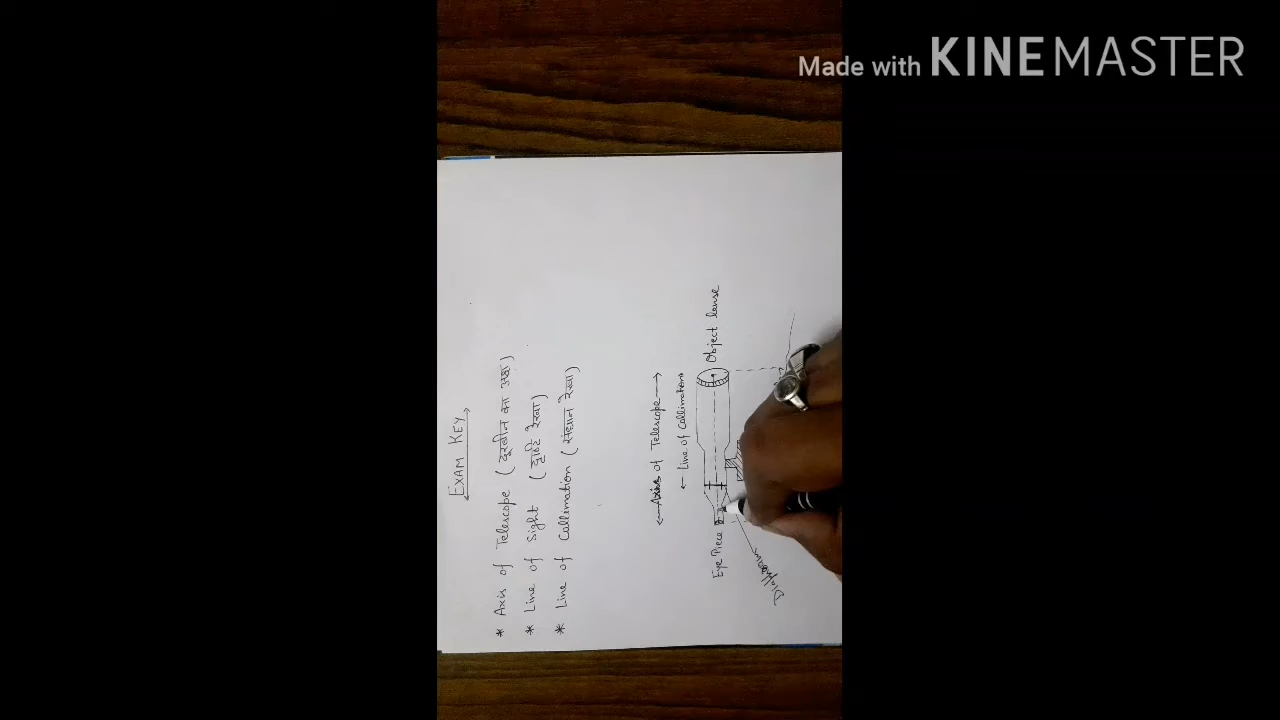 Made with KINEMASTER
EXAM KEY
* Axis of Telescope (दूरबीन का अक्ष)
* Line of Sight (दृष्टि रेखा)
* Line of Collimation (संधान रेखा)
←Axis of Telescope→
← Line of Collimation→
Eye Piece
Object lense